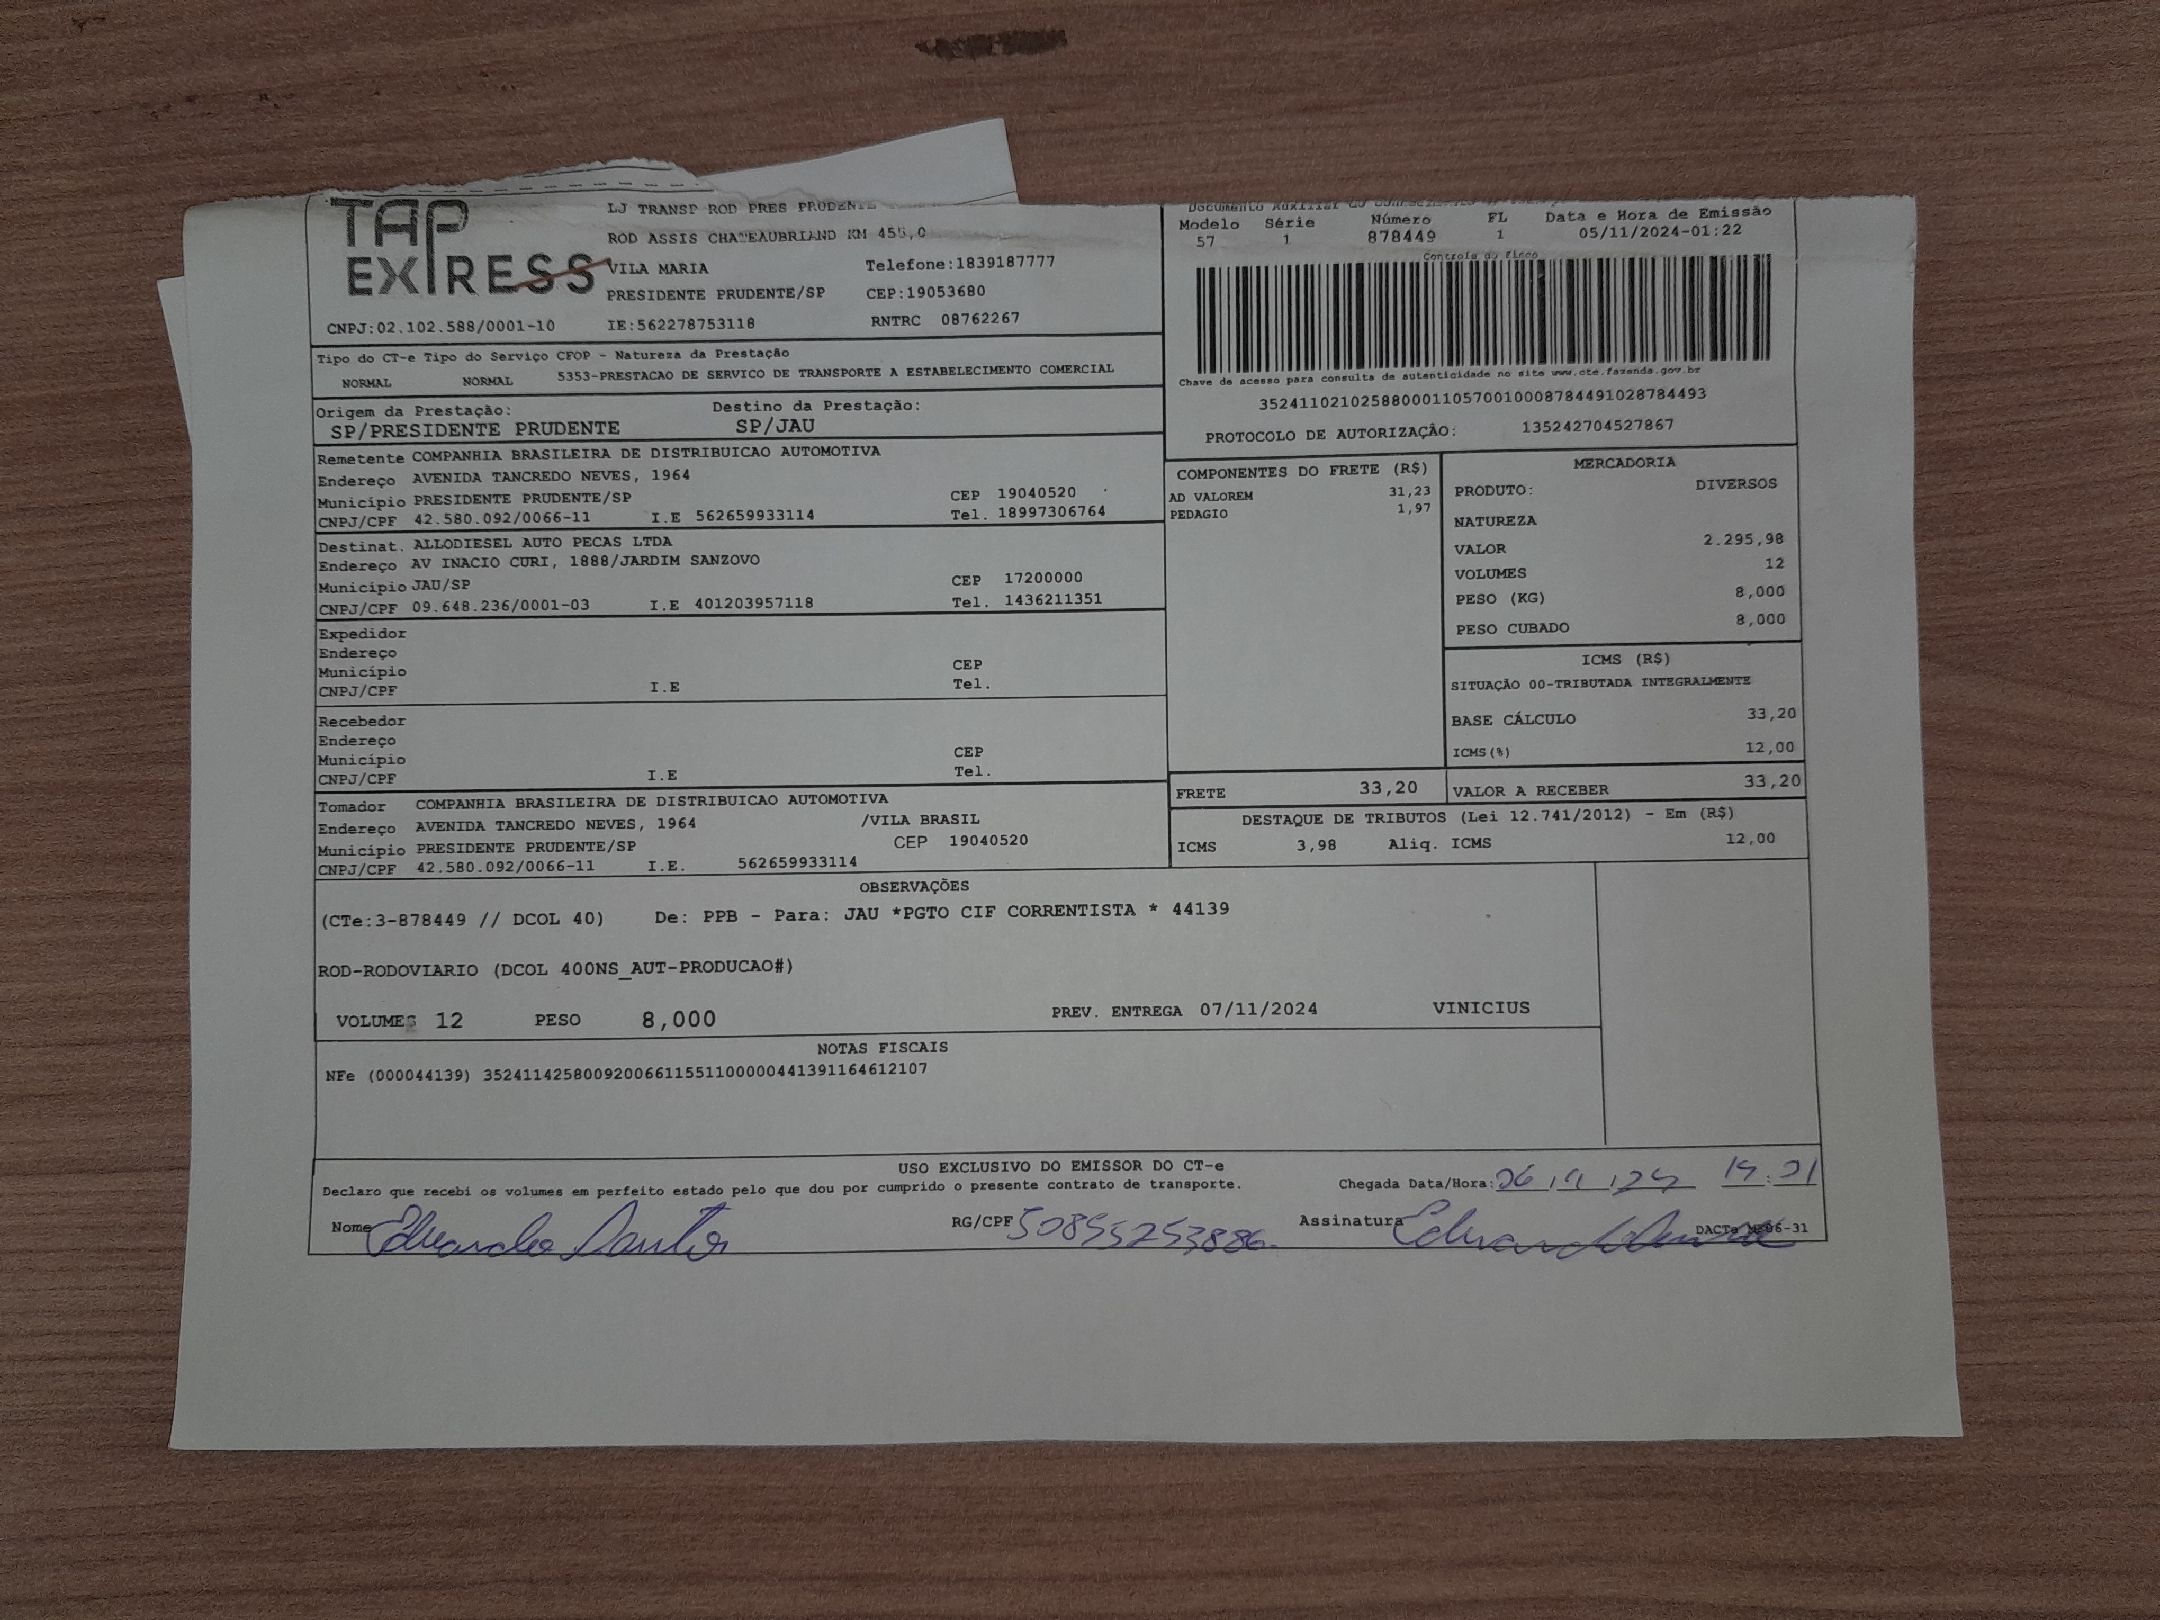 TAP EXPRESS
LJ TRANSP ROD PRES PRUDENTE
ROD ASSIS CHATEAUBRIAND KM 455,0
VILA MARIA Telefone:1839187777
PRESIDENTE PRUDENTE/SP CEP:19053680
CNPJ:02.102.588/0001-10 IE:562278753118 RNTRC 08762267
Documento Auxiliar do
Modelo Série Número FL Data e Hora de Emissão
57 1 878449 1 05/11/2024-01:22
Controle do Fisco
Chave de acesso para consulta de autenticidade no site www.cte.fazenda.gov.br
35241102102588000110570010008784491028784493
PROTOCOLO DE AUTORIZAÇÃO: 135242704527867
Tipo do CT-e Tipo do Serviço CFOP - Natureza da Prestação
NORMAL NORMAL 5353-PRESTACAO DE SERVICO DE TRANSPORTE A ESTABELECIMENTO COMERCIAL
Origem da Prestação: Destino da Prestação:
SP/PRESIDENTE PRUDENTE SP/JAU
Remetente COMPANHIA BRASILEIRA DE DISTRIBUICAO AUTOMOTIVA
Endereço AVENIDA TANCREDO NEVES, 1964
Município PRESIDENTE PRUDENTE/SP CEP 19040520
CNPJ/CPF 42.580.092/0066-11 I.E 562659933114 Tel. 18997306764
Destinat. ALLODIESEL AUTO PECAS LTDA
Endereço AV INACIO CURI, 1888/JARDIM SANZOVO
Município JAU/SP CEP 17200000
CNPJ/CPF 09.648.236/0001-03 I.E 401203957118 Tel. 1436211351
Expedidor
Endereço
Município CEP
CNPJ/CPF I.E Tel.
Recebedor
Endereço
Município CEP
CNPJ/CPF I.E Tel.
Tomador COMPANHIA BRASILEIRA DE DISTRIBUICAO AUTOMOTIVA
Endereço AVENIDA TANCREDO NEVES, 1964 /VILA BRASIL
Município PRESIDENTE PRUDENTE/SP CEP 19040520
CNPJ/CPF 42.580.092/0066-11 I.E. 562659933114
COMPONENTES DO FRETE (R$)
AD VALOREM 31,23
PEDAGIO 1,97
MERCADORIA
PRODUTO: DIVERSOS
NATUREZA
VALOR 2.295,98
VOLUMES 12
PESO (KG) 8,000
PESO CUBADO 8,000
ICMS (R$)
SITUAÇÃO 00-TRIBUTADA INTEGRALMENTE
BASE CÁLCULO 33,20
ICMS(%) 12,00
FRETE 33,20 VALOR A RECEBER 33,20
DESTAQUE DE TRIBUTOS (Lei 12.741/2012) - Em (R$)
ICMS 3,98 Aliq. ICMS 12,00
OBSERVAÇÕES
(CTe:3-878449 // DCOL 40) De: PPB - Para: JAU *PGTO CIF CORRENTISTA * 44139
ROD-RODOVIARIO (DCOL 400NS_AUT-PRODUCAO#)
VOLUMES 12 PESO 8,000 PREV. ENTREGA 07/11/2024 VINICIUS
NOTAS FISCAIS
NFe (000044139) 35241142580092006611551100000441391164612107
USO EXCLUSIVO DO EMISSOR DO CT-e
Declaro que recebi os volumes em perfeito estado pelo que dou por cumprido o presente contrato de transporte. Chegada Data/Hora:
Nome Eduardo Santos RG/CPF 50895253886 Assinatura